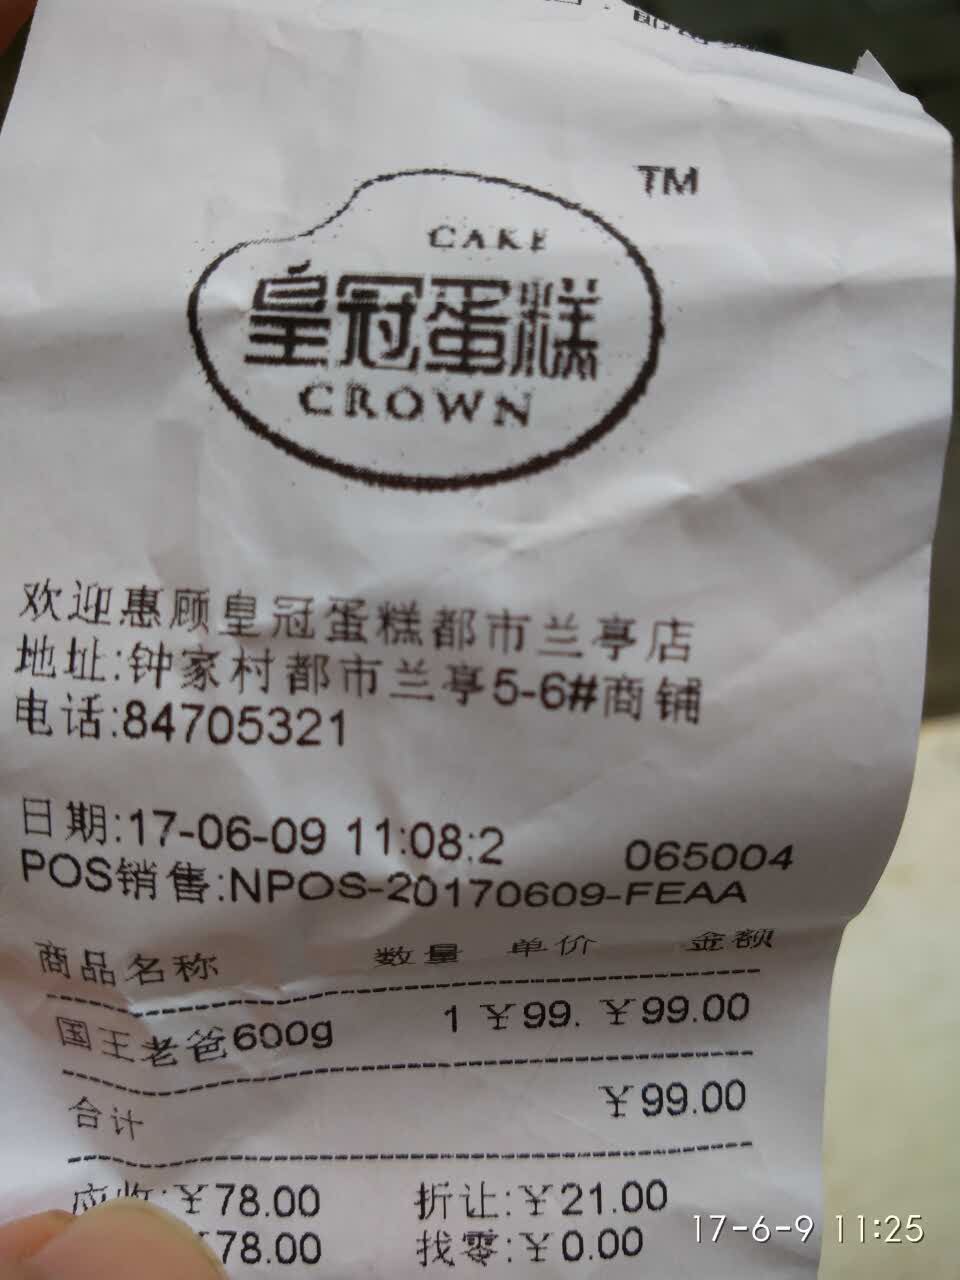 TM
CAKE
皇冠蛋糕
CROWN
欢迎惠顾皇冠蛋糕都市兰亭店
地址:钟家村都市兰亭5-6#商铺
电话:84705321
日期:17-06-09 11:08:2 065004
POS销售:NPOS-20170609-FEAA
商品名称 数量 单价 金额
国王老爸600g 1 ¥99. ¥99.00
合计 ¥99.00
应收:¥78.00 折让:¥21.00
78.00 找零:¥0.00
17-6-9 11:25